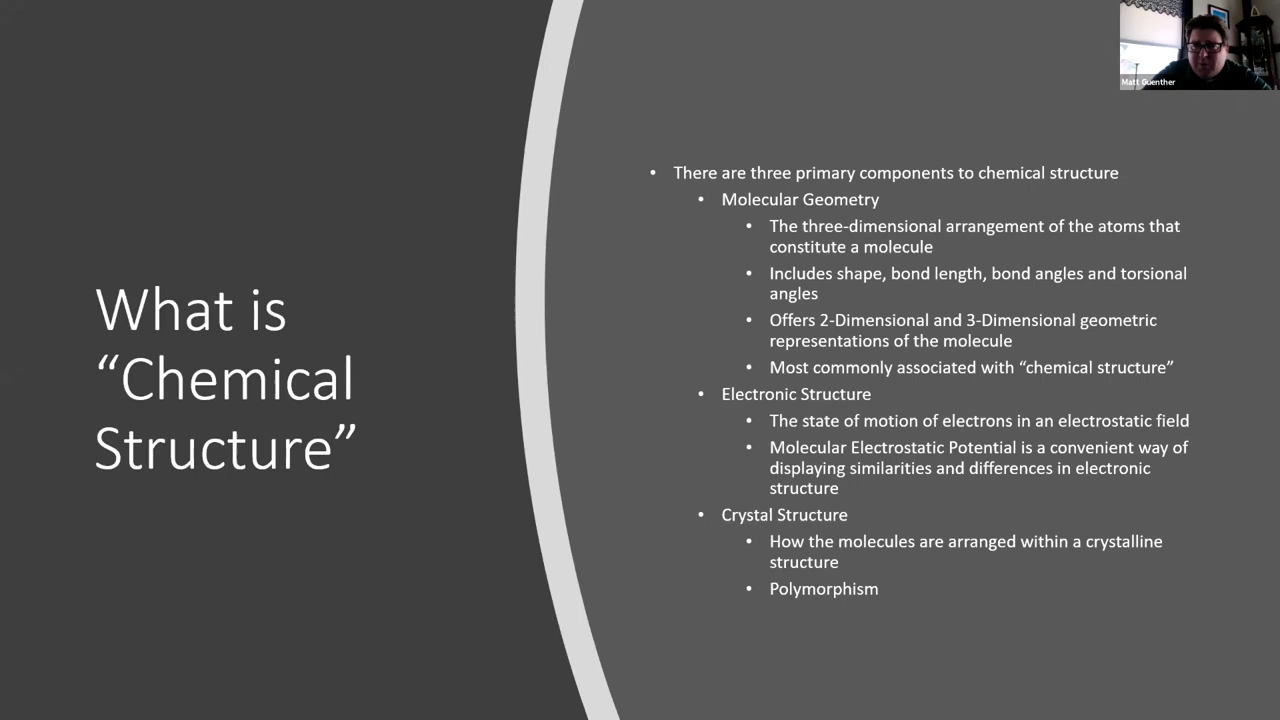 What is
“Chemical
Structure”
Matt Guenther
• There are three primary components to chemical structure
• Molecular Geometry
• The three-dimensional arrangement of the atoms that
constitute a molecule
• Includes shape, bond length, bond angles and torsional
angles
• Offers 2-Dimensional and 3-Dimensional geometric
representations of the molecule
• Most commonly associated with “chemical structure”
• Electronic Structure
• The state of motion of electrons in an electrostatic field
• Molecular Electrostatic Potential is a convenient way of
displaying similarities and differences in electronic
structure
• Crystal Structure
• How the molecules are arranged within a crystalline
structure
• Polymorphism